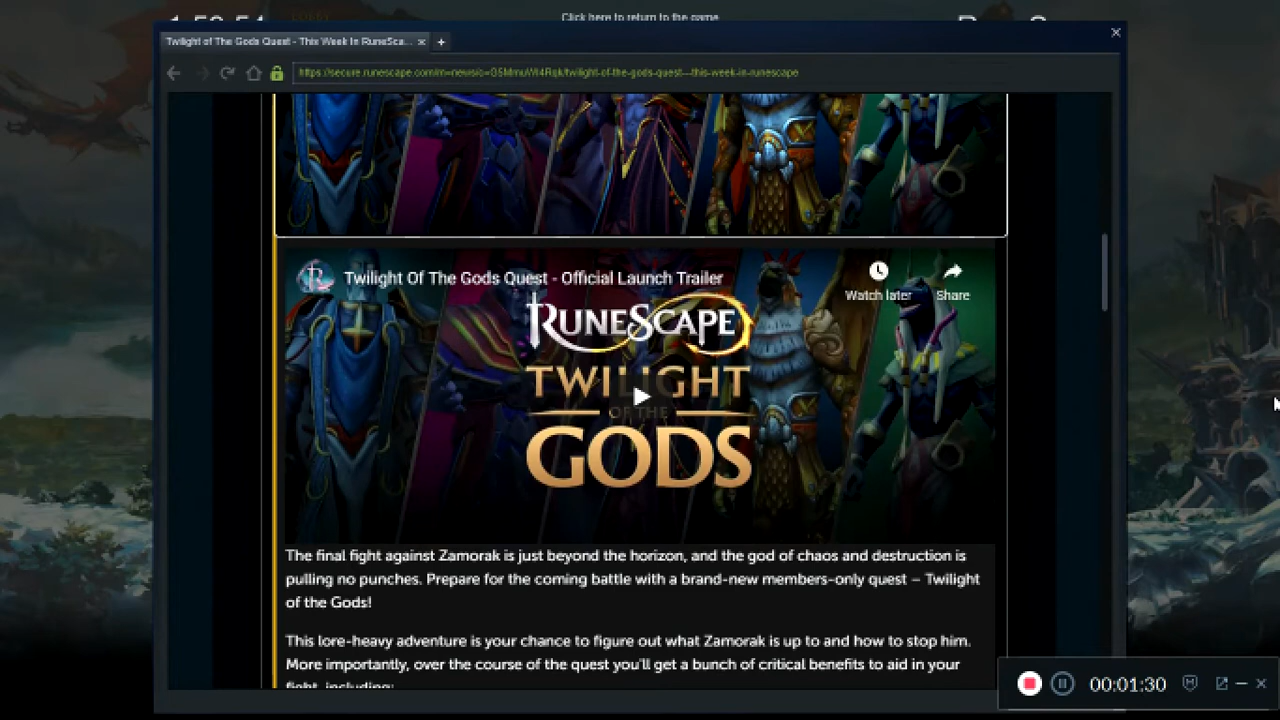 Click here to return to the game
Twilight of The Gods Quest - This Week In RuneSca...
Twilight Of The Gods Quest - Official Launch Trailer
Watch later
Share
RUNESCAPE
TWILIGHT
OF THE
GODS
The final fight against Zamorak is just beyond the horizon, and the god of chaos and destruction is
pulling no punches. Prepare for the coming battle with a brand-new members-only quest – Twilight
of the Gods!
This lore-heavy adventure is your chance to figure out what Zamorak is up to and how to stop him.
More importantly, over the course of the quest you'll get a bunch of critical benefits to aid in your
fight, including:
00:01:30